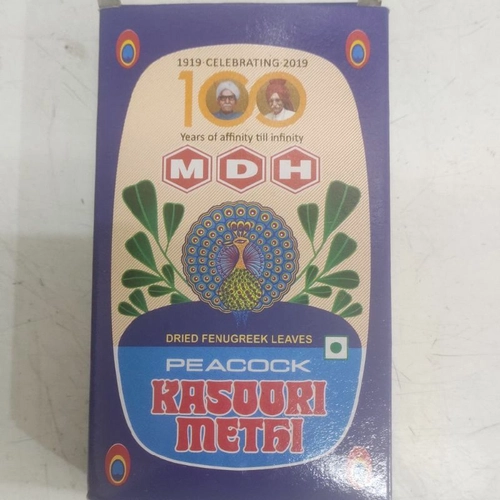 1919 - CELEBRATING - 2019
100
Years of affinity till infinity
MDH
DRIED FENUGREEK LEAVES
PEACOCK
KASOORI
METHI